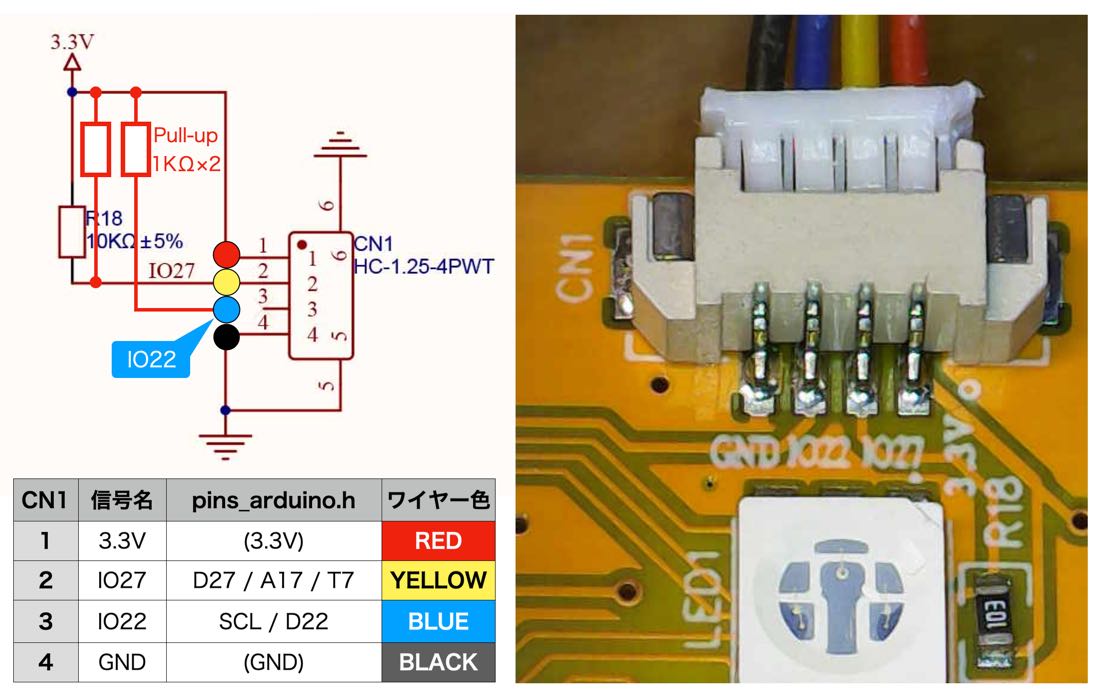 3.3V
Pull-up
1KΩ×2
R18
10KΩ±5%
IO27
IO22
1
2
3
4
1
2
3
4
6
6
5
5
CN1
HC-1.25-4PWT
CN1 信号名 pins_arduino.h ワイヤー色
1 3.3V (3.3V) RED
2 IO27 D27 / A17 / T7 YELLOW
3 IO22 SCL / D22 BLUE
4 GND (GND) BLACK
CN1
GND IO22 IO27 3.3V
R18
LED1
103